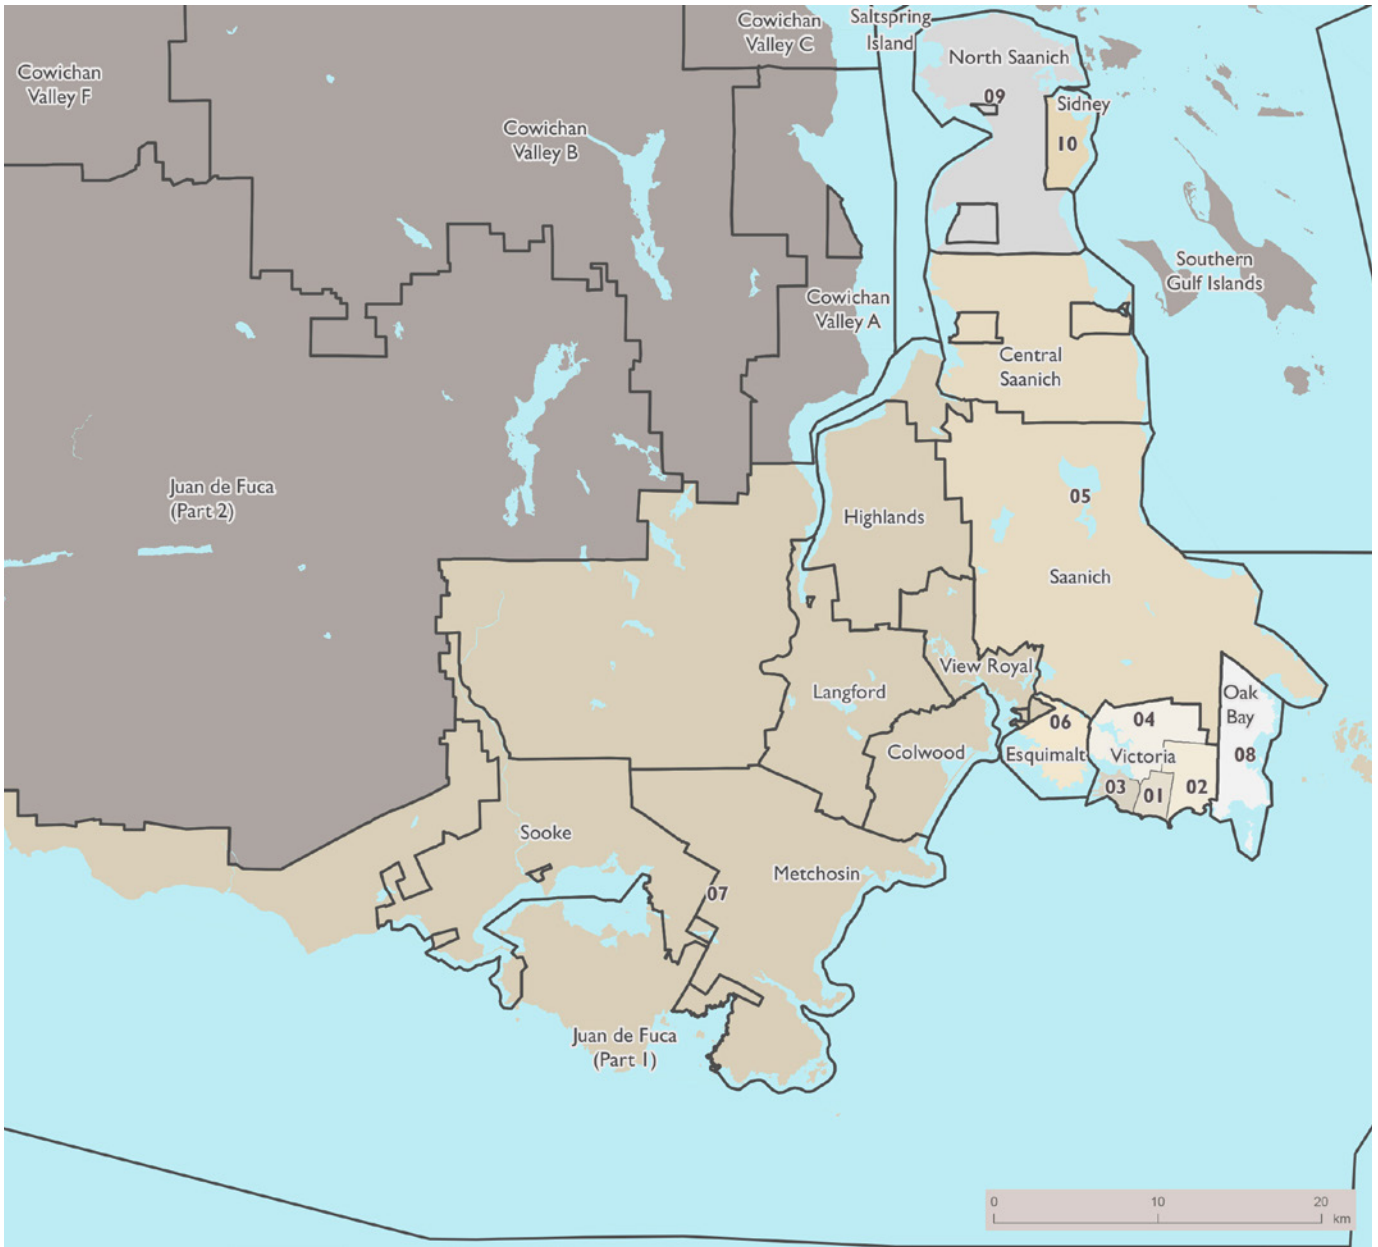 Cowichan
Valley F
Cowichan
Valley C
Saltspring
Island
North Saanich
09
Sidney
10
Cowichan
Valley B
Southern
Gulf Islands
Cowichan
Valley A
Central
Saanich
Juan de Fuca
(Part 2)
05
Highlands
Saanich
View Royal
Langford
Oak
Bay
06
04
Colwood
Esquimalt
Victoria
08
03
01
02
Sooke
Metchosin
07
Juan de Fuca
(Part 1)
0
10
20
km